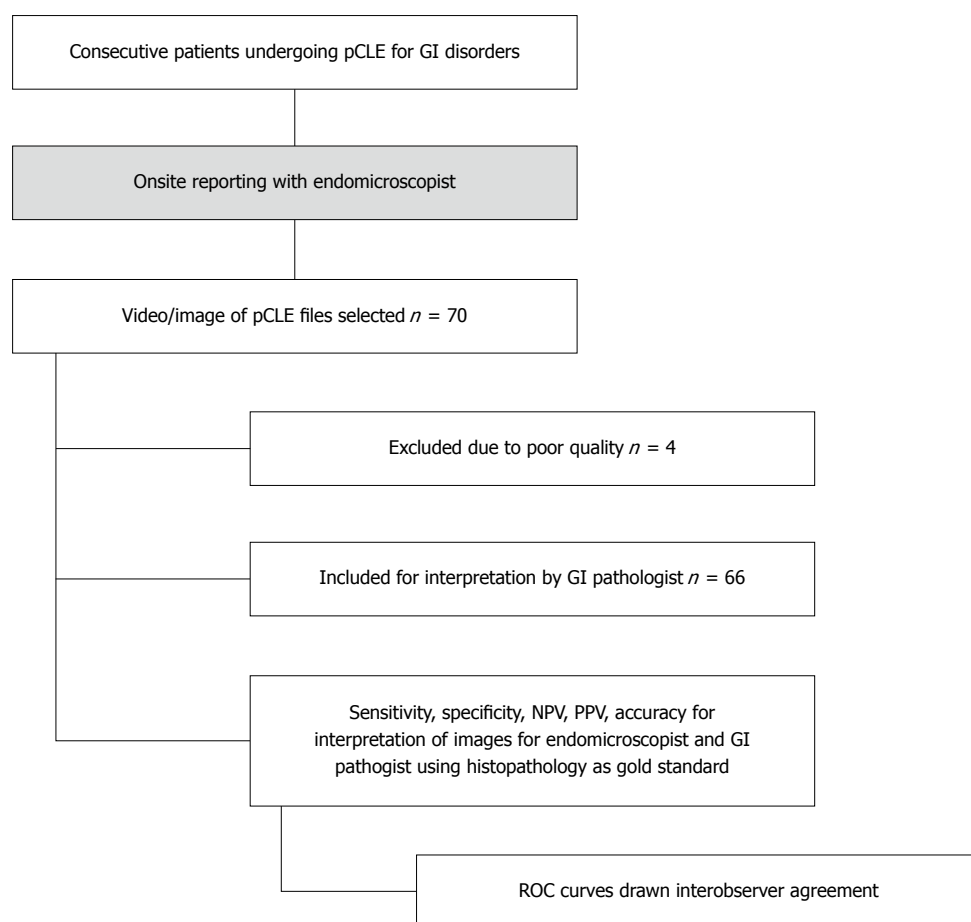 Consecutive patients undergoing pCLE for GI disorders
Onsite reporting with endomicroscopist
Video/image of pCLE files selected n = 70
Excluded due to poor quality n = 4
Included for interpretation by GI pathologist n = 66
Sensitivity, specificity, NPV, PPV, accuracy for
interpretation of images for endomicroscopist and GI
pathogist using histopathology as gold standard
ROC curves drawn interobserver agreement